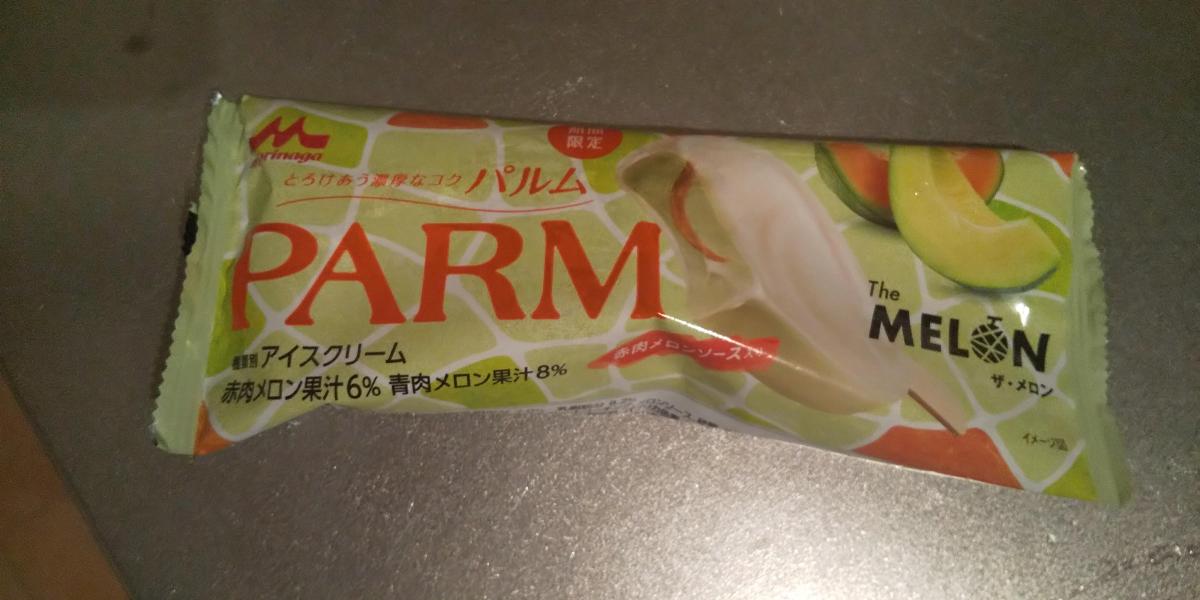 morinaga
期間
限定
とろけあう濃厚なコク パルム
PARM
種類別 アイスクリーム
赤肉メロン果汁6% 青肉メロン果汁8%
赤肉メロンソース入り
The
MELON
ザ・メロン
イメージ図